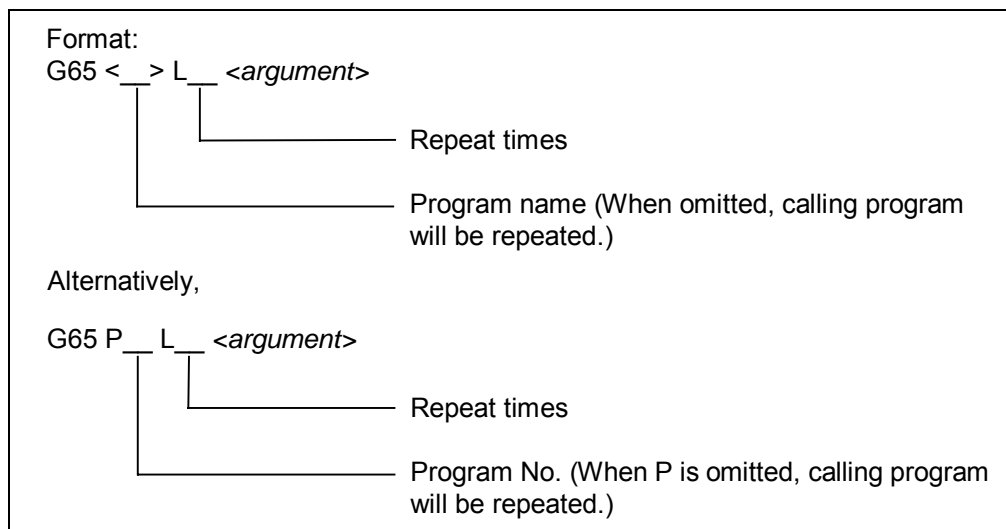 Format:
G65 <__> L__ <argument>
Repeat times
Program name (When omitted, calling program
will be repeated.)
Alternatively,
G65 P__ L__ <argument>
Repeat times
Program No. (When P is omitted, calling program
will be repeated.)